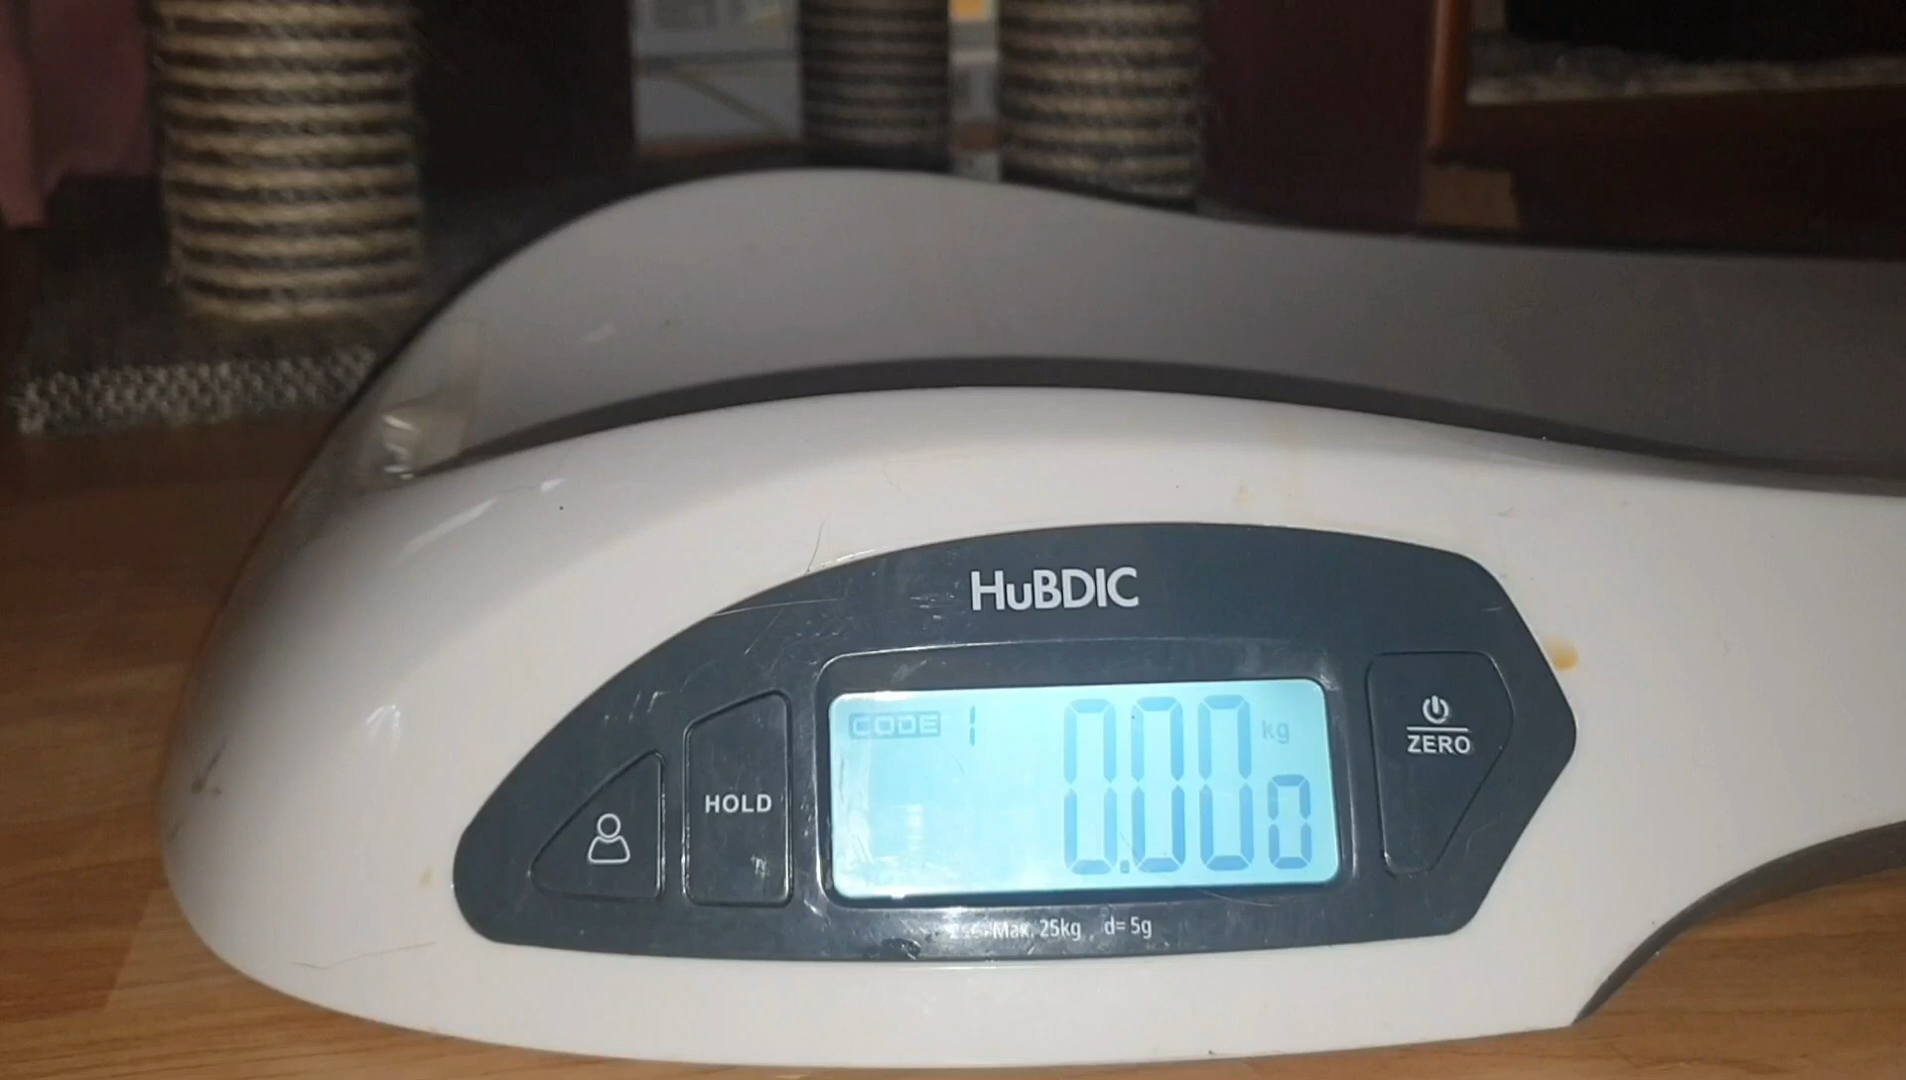 HuBDIC
CODE 1 0.000 kg
HOLD
ZERO
Max. 25kg d= 5g